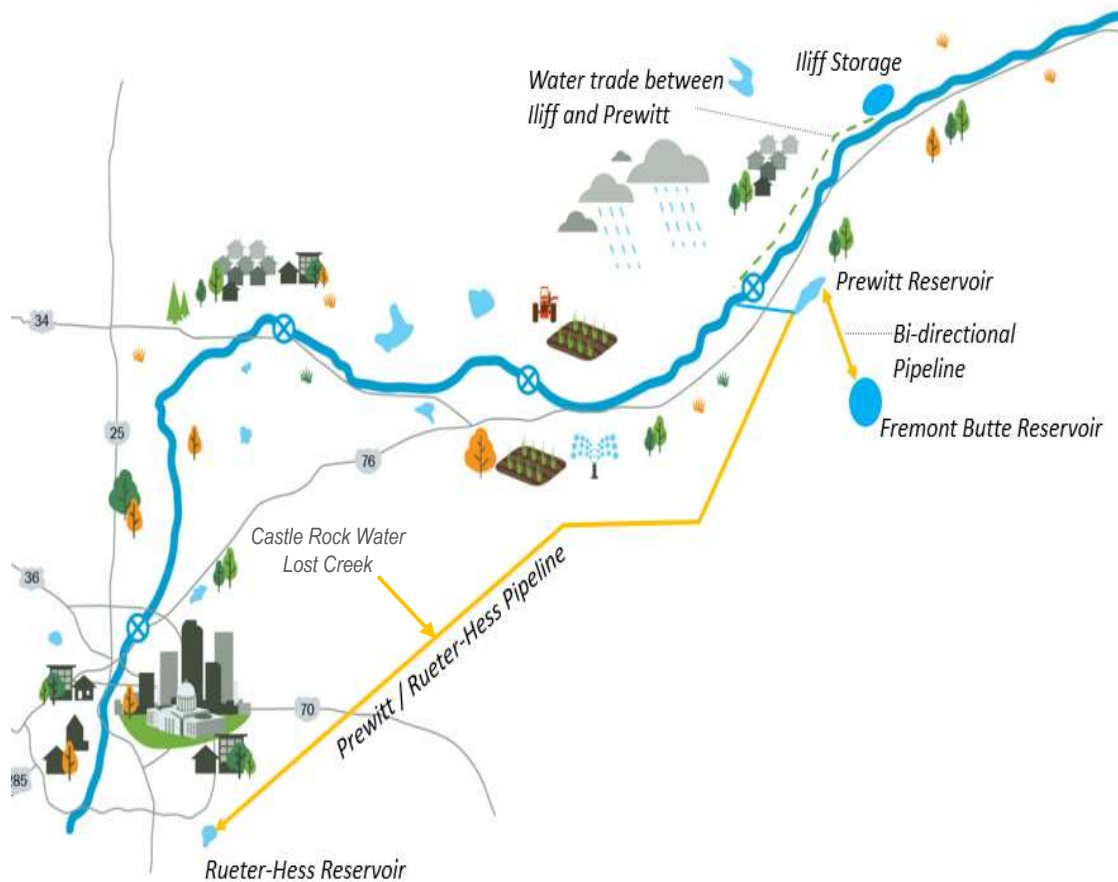 Iliff Storage
Water trade between
Iliff and Prewitt
Prewitt Reservoir
Bi-directional
Pipeline
Fremont Butte Reservoir
34
25
76
Castle Rock Water
Lost Creek
36
Prewitt / Rueter-Hess Pipeline
70
285
Rueter-Hess Reservoir